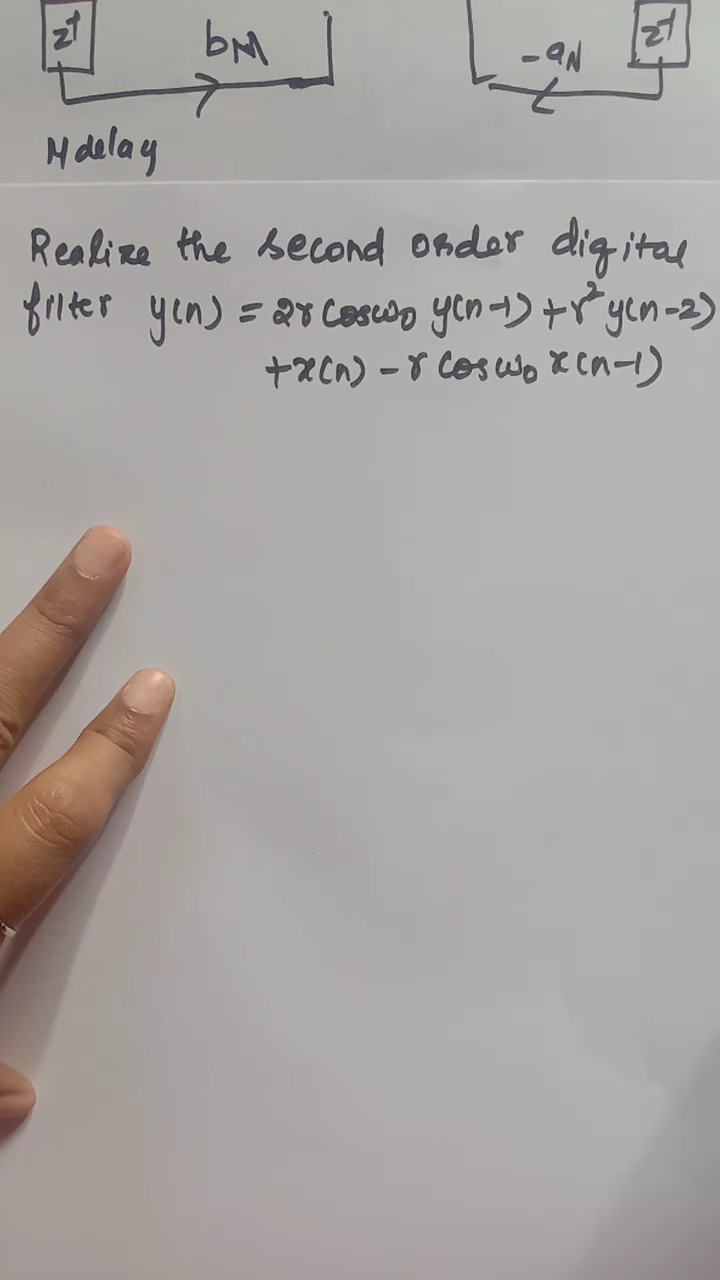 z⁻¹ bM -aN z⁻¹
M delay
Realize the second order digital
filter y(n) = 2r cosω₀ y(n-1) + r² y(n-2)
+x(n) - r cosω₀ x(n-1)